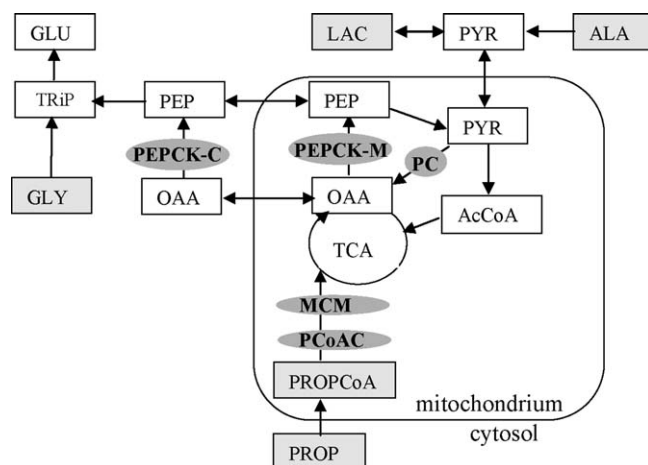 GLU
LAC
PYR
ALA
TRiP
PEP
PEP
PYR
PEPCK-C
PEPCK-M
PC
GLY
OAA
OAA
AcCoA
TCA
MCM
PCoAC
PROPCoA
mitochondrium
cytosol
PROP